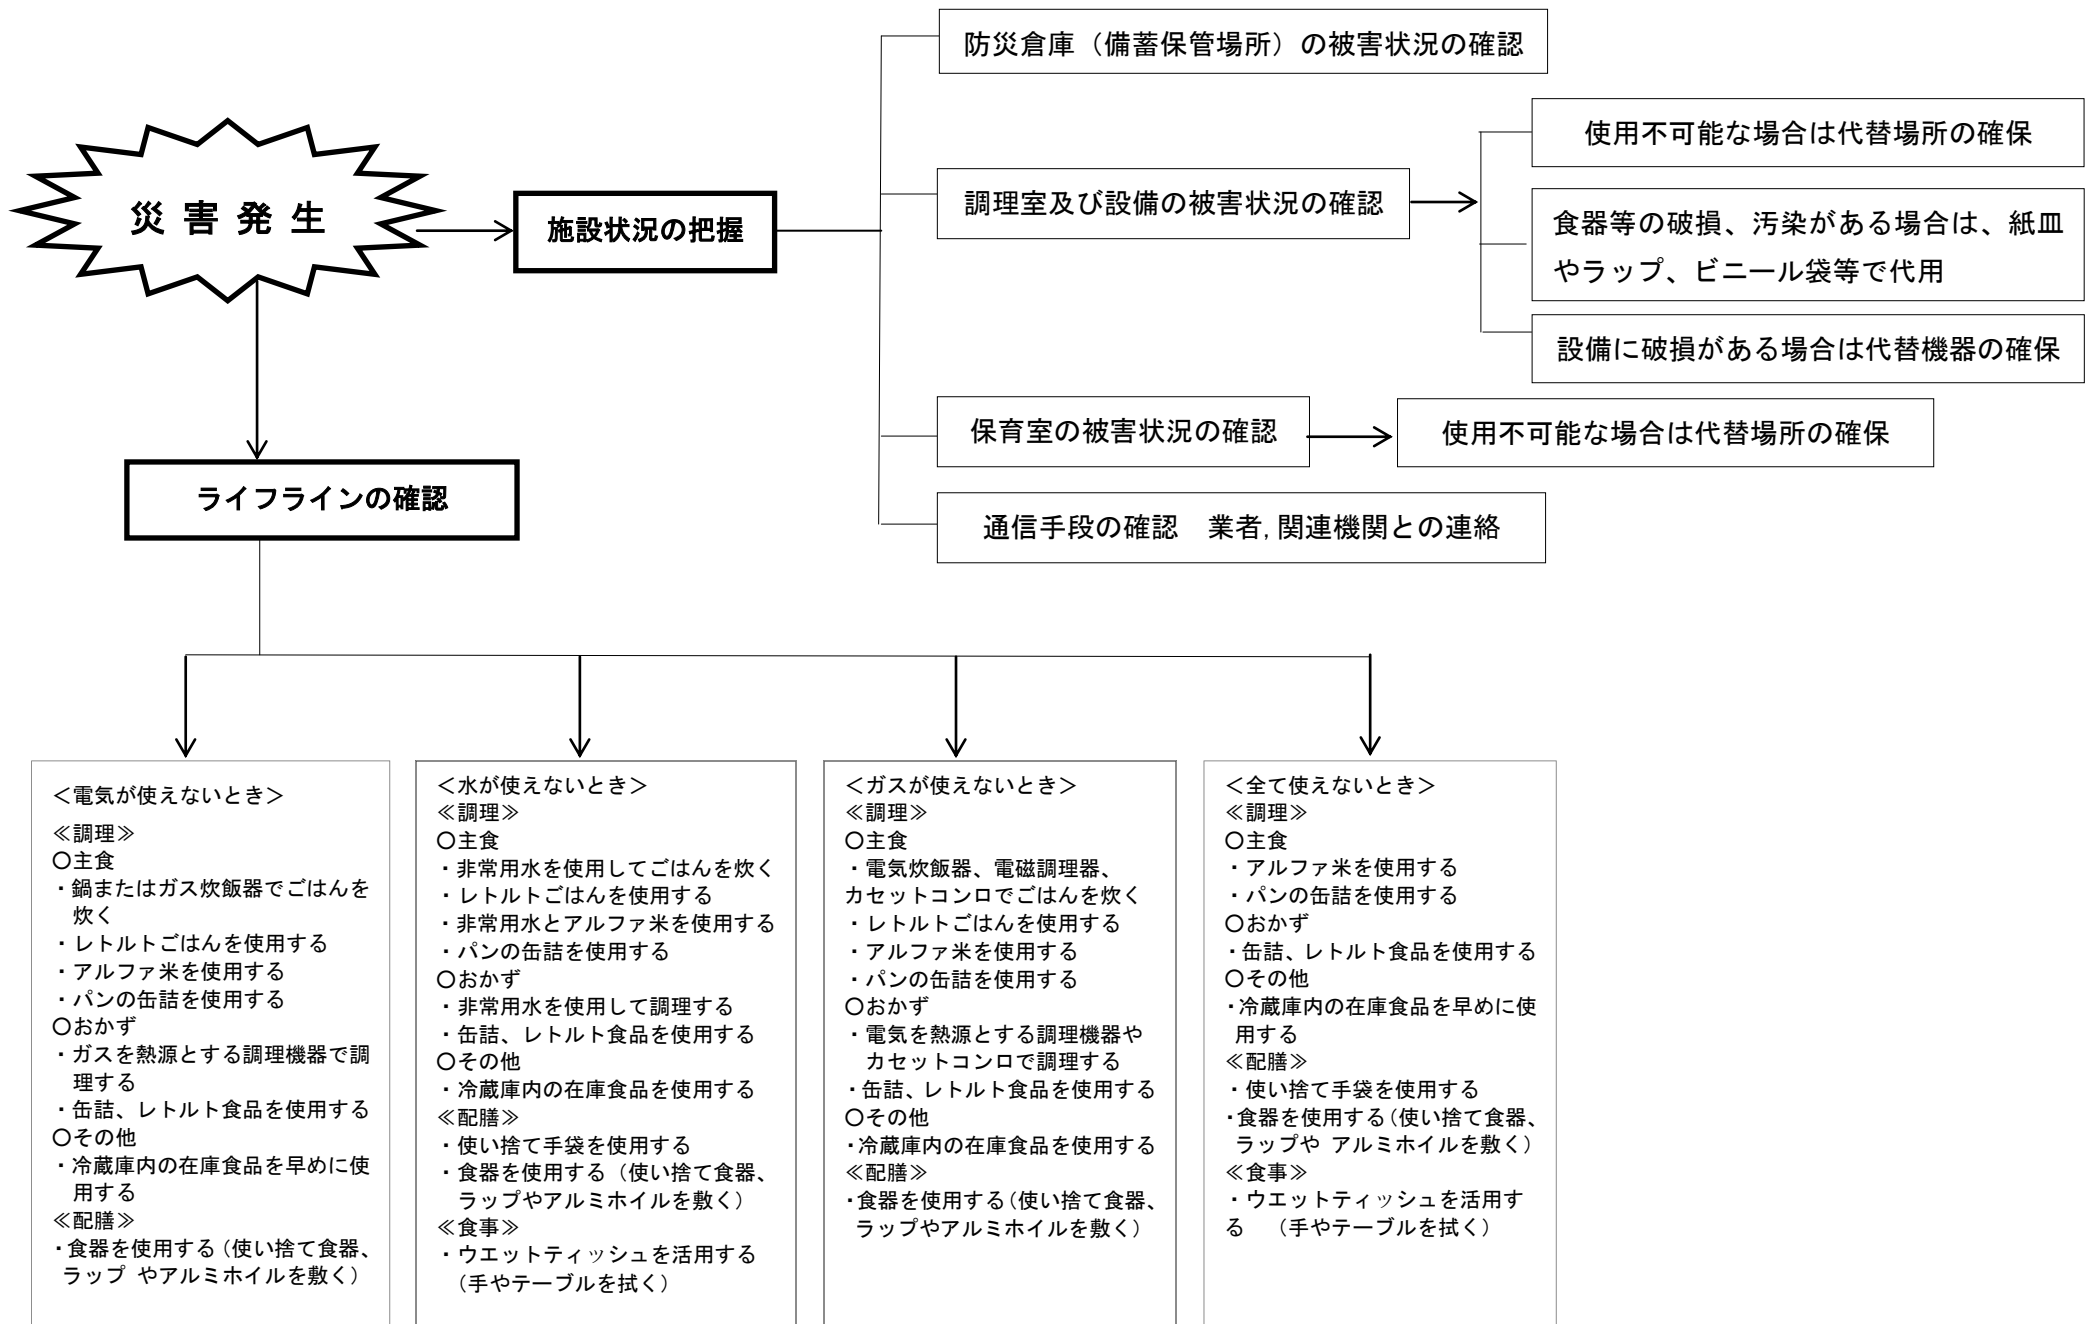 防災倉庫（備蓄保管場所）の被害状況の確認
災害発生
施設状況の把握
調理室及び設備の被害状況の確認
使用不可能な場合は代替場所の確保
食器等の破損、汚染がある場合は、紙皿
やラップ、ビニール袋等で代用
設備に破損がある場合は代替機器の確保
保育室の被害状況の確認
使用不可能な場合は代替場所の確保
通信手段の確認　業者,関連機関との連絡
ライフラインの確認
＜電気が使えないとき＞
≪調理≫
〇主食
・鍋またはガス炊飯器でごはんを
炊く
・レトルトごはんを使用する
・アルファ米を使用する
・パンの缶詰を使用する
〇おかず
・ガスを熱源とする調理機器で調
理する
・缶詰、レトルト食品を使用する
〇その他
・冷蔵庫内の在庫食品を早めに使
用する
≪配膳≫
・食器を使用する（使い捨て食器、
ラップ やアルミホイルを敷く）
＜水が使えないとき＞
≪調理≫
〇主食
・非常用水を使用してごはんを炊く
・レトルトごはんを使用する
・非常用水とアルファ米を使用する
・パンの缶詰を使用する
〇おかず
・非常用水を使用して調理する
・缶詰、レトルト食品を使用する
〇その他
・冷蔵庫内の在庫食品を使用する
≪配膳≫
・使い捨て手袋を使用する
・食器を使用する（使い捨て食器、
ラップやアルミホイルを敷く）
≪食事≫
・ウエットティッシュを活用する
（手やテーブルを拭く）
＜ガスが使えないとき＞
≪調理≫
〇主食
・電気炊飯器、電磁調理器、
カセットコンロでごはんを炊く
・レトルトごはんを使用する
・アルファ米を使用する
・パンの缶詰を使用する
〇おかず
・電気を熱源とする調理機器や
カセットコンロで調理する
・缶詰、レトルト食品を使用する
〇その他
・冷蔵庫内の在庫食品を使用する
≪配膳≫
・食器を使用する（使い捨て食器、
ラップやアルミホイルを敷く）
＜全て使えないとき＞
≪調理≫
〇主食
・アルファ米を使用する
・パンの缶詰を使用する
〇おかず
・缶詰、レトルト食品を使用する
〇その他
・冷蔵庫内の在庫食品を早めに使
用する
≪配膳≫
・使い捨て手袋を使用する
・食器を使用する（使い捨て食器、
ラップや アルミホイルを敷く）
≪食事≫
・ウエットティッシュを活用す
る　（手やテーブルを拭く）